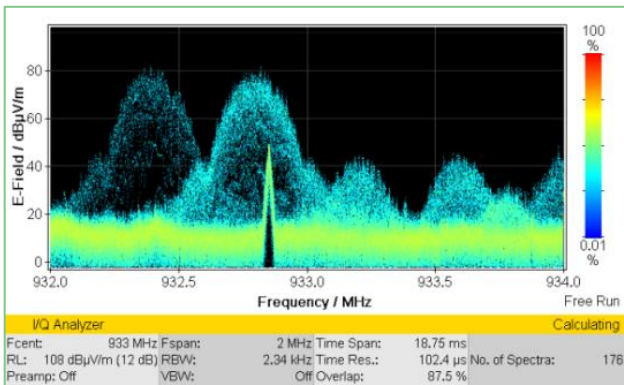 100
%
80
60
40
20
0
E-Field / dBµV/m
0.01
%
932.0 932.5 933.0 933.5 934.0
Frequency / MHz
Free Run
I/Q Analyzer Calculating
Fcent: 933 MHz Fspan: 2 MHz Time Span: 18.75 ms
RL: 108 dBµV/m (12 dB) RBW: 2.34 kHz Time Res.: 102.4 µs No. of Spectra: 176
Preamp: Off VBW: Off Overlap: 87.5 %